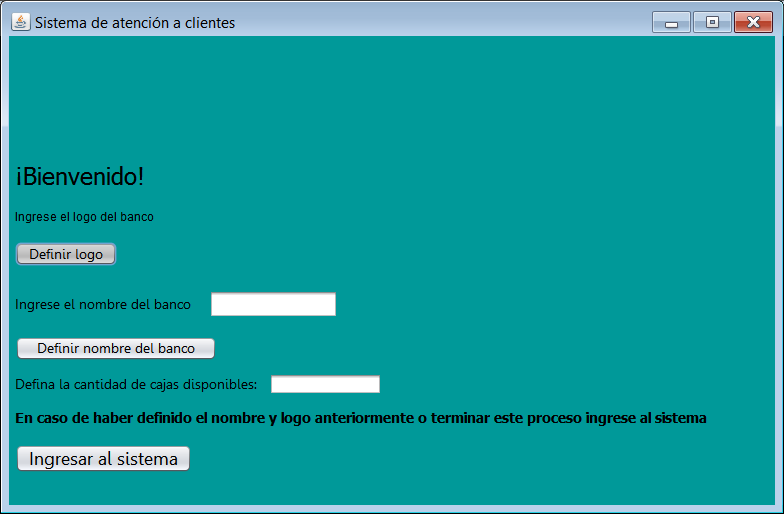 Sistema de atención a clientes
¡Bienvenido!
Ingrese el logo del banco
Definir logo
Ingrese el nombre del banco
Definir nombre del banco
Defina la cantidad de cajas disponibles:
En caso de haber definido el nombre y logo anteriormente o terminar este proceso ingrese al sistema
Ingresar al sistema